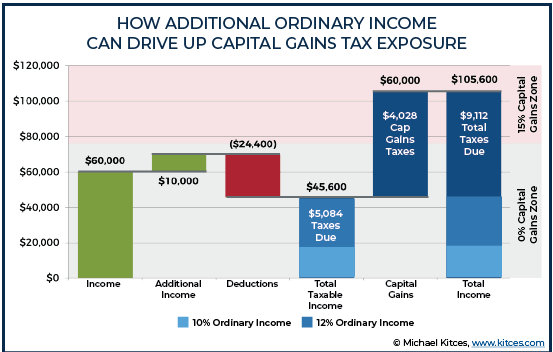 HOW ADDITIONAL ORDINARY INCOME
CAN DRIVE UP CAPITAL GAINS TAX EXPOSURE
$120,000
$100,000
$80,000
$60,000
$40,000
$20,000
$0
$60,000
$10,000
($24,400)
$45,600
$5,084
Taxes
Due
$60,000
$4,028
Cap
Gains
Taxes
$105,600
$9,112
Total
Taxes
Due
15% Capital
Gains Zone
0% Capital
Gains Zone
Income
Additional
Income
Deductions
Total
Taxable
Income
Capital
Gains
Total
Income
10% Ordinary Income
12% Ordinary Income
© Michael Kitces, www.kitces.com